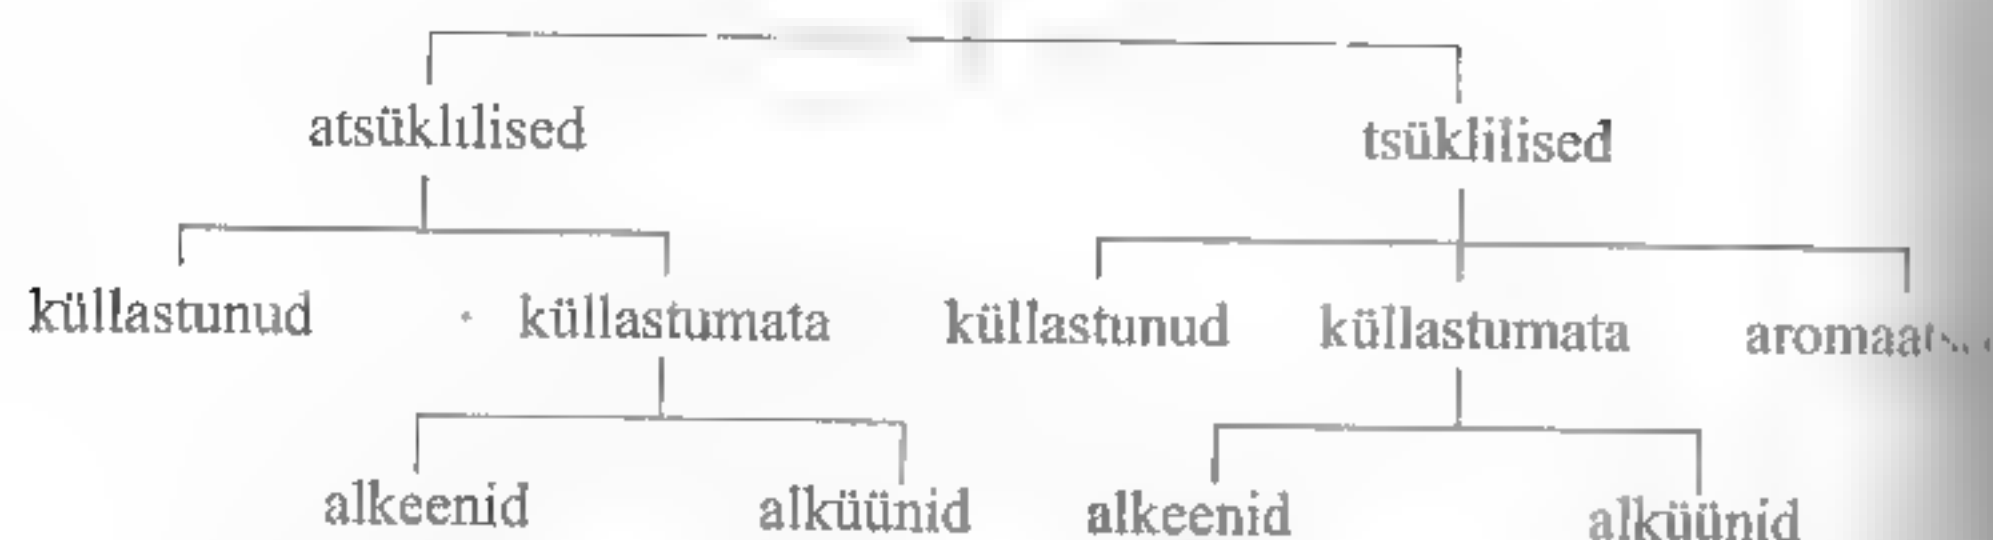 atsüklilised tsüklilised
küllastunud küllastumata küllastunud küllastumata
alkeenid alküünid alkeenid alküünid